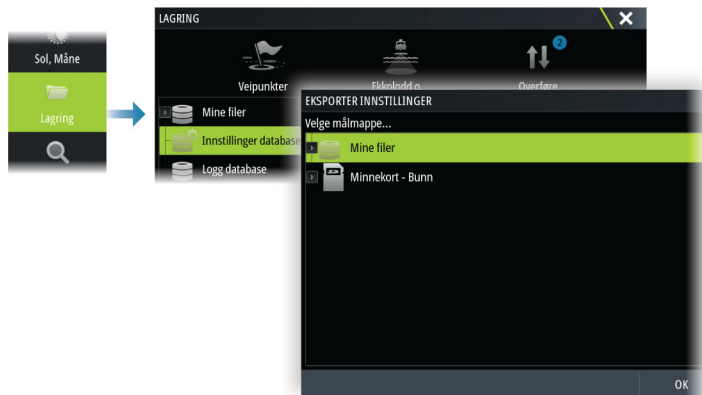 Sol, Måne
Lagring
LAGRING
2
Veipunkter
Ekkolodd o...
Overføre
Mine filer
Innstillinger database
Logg database
EKSPORTER INNSTILLINGER
Velge målmappe...
Mine filer
Minnekort - Bunn
OK